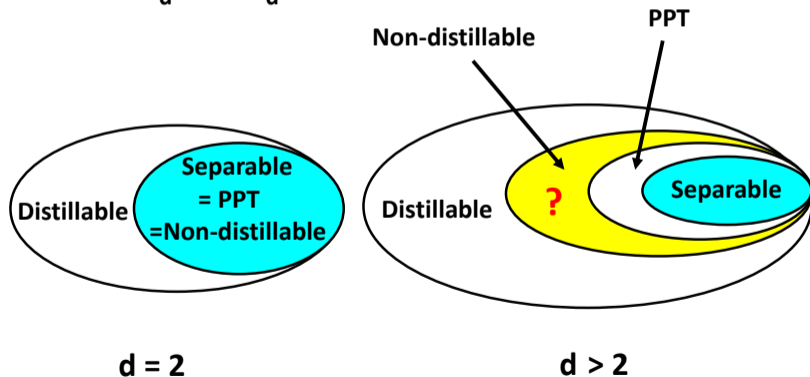 d d
Non-distillable
PPT
Distillable
Separable
= PPT
=Non-distillable
Distillable
?
Separable
d = 2
d > 2